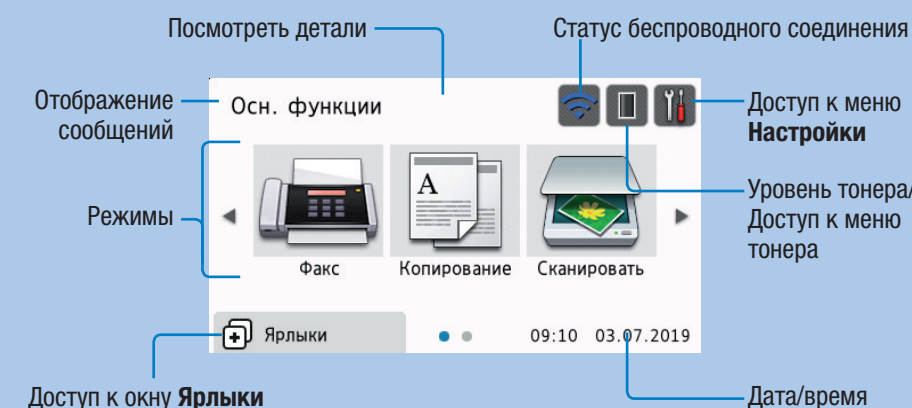 Посмотреть детали
Статус беспроводного соединения
Отображение
сообщений
Осн. функции
Доступ к меню
Настройки
Режимы
A
Уровень тонера/
Доступ к меню
тонера
Факс
Копирование
Сканировать
Ярлыки
09:10 03.07.2019
Доступ к окну Ярлыки
Дата/время